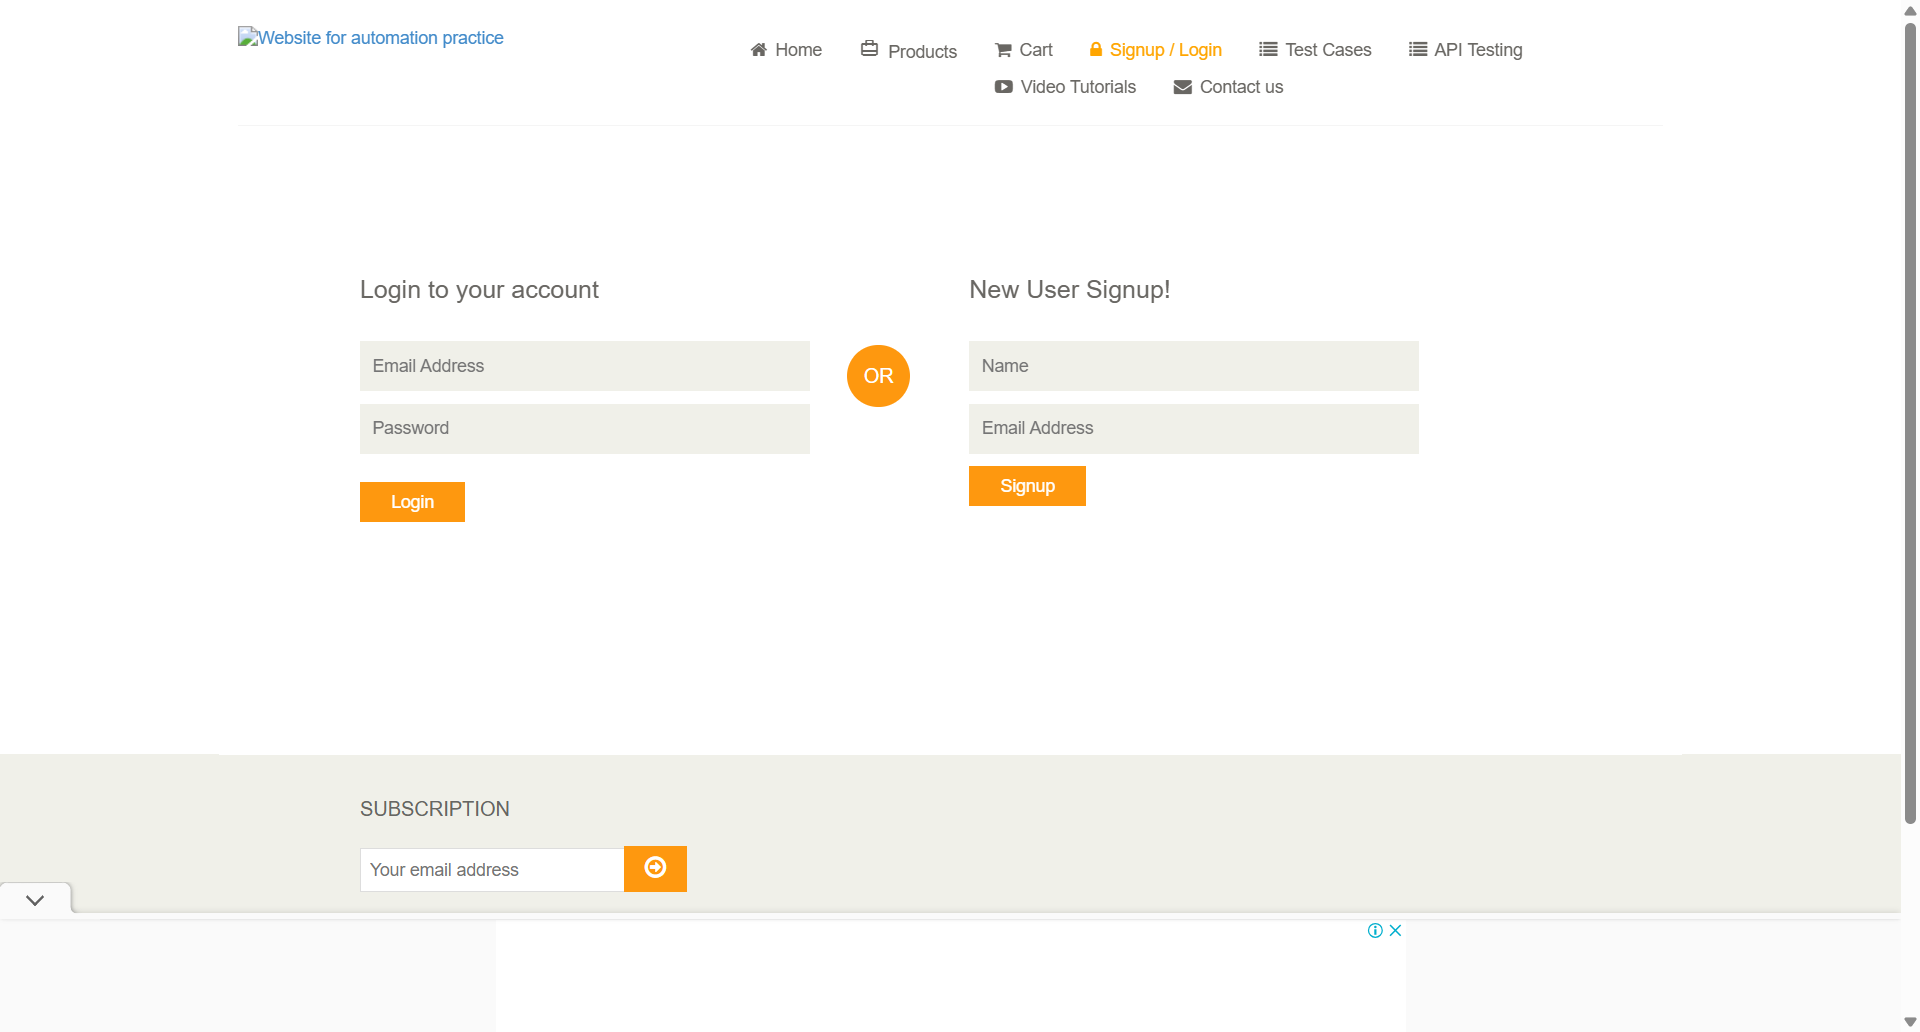 Website for automation practice
Home Products Cart Signup / Login Test Cases API Testing
Video Tutorials Contact us
Login to your account
Email Address
Password
Login
OR
New User Signup!
Name
Email Address
Signup
SUBSCRIPTION
Your email address